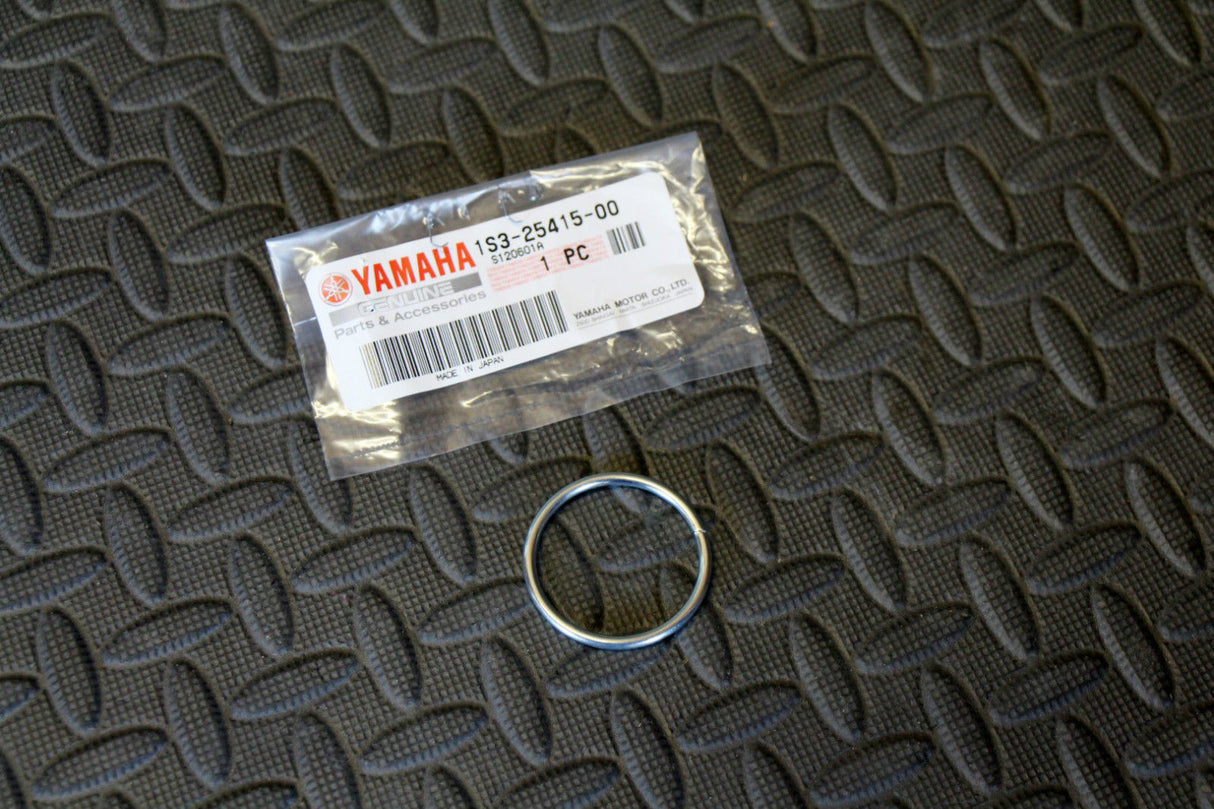 YAMAHA 1S3-25415-00
S120601A
1 PC
GENUINE
Parts & Accessories
YAMAHA MOTOR CO.,LTD.
MADE IN JAPAN